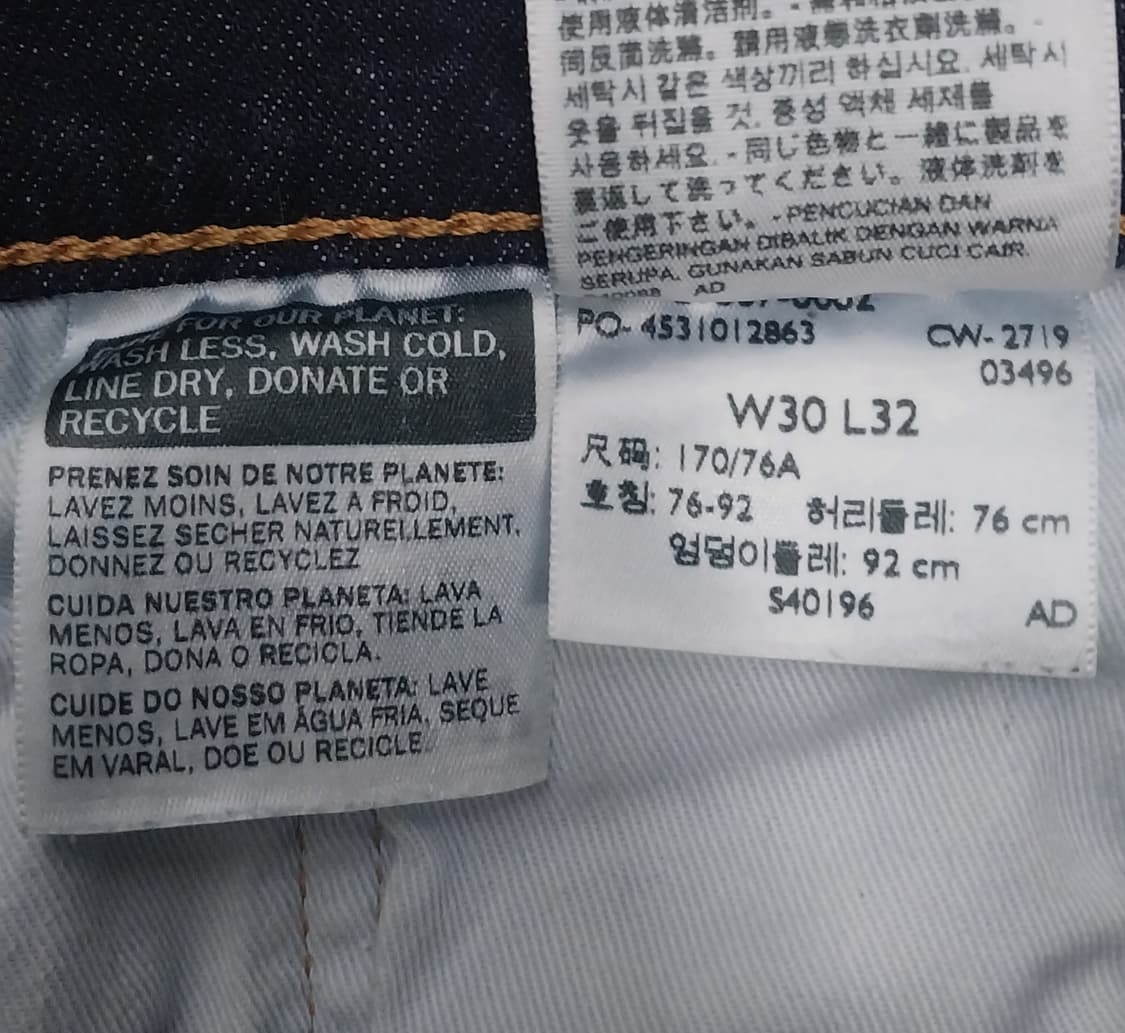 FOR OUR PLANET:
WASH LESS, WASH COLD,
LINE DRY, DONATE OR
RECYCLE
PRENEZ SOIN DE NOTRE PLANETE:
LAVEZ MOINS, LAVEZ A FROID,
LAISSEZ SECHER NATURELLEMENT,
DONNEZ OU RECYCLEZ
CUIDA NUESTRO PLANETA: LAVA
MENOS, LAVA EN FRIO, TIENDE LA
ROPA, DONA O RECICLA.
CUIDE DO NOSSO PLANETA: LAVE
MENOS, LAVE EM ÁGUA FRIA, SEQUE
EM VARAL, DOE OU RECICLE.
使用液体清洁剂。-
同反面洗滌。請用液態洗衣劑洗滌。-
세탁시 같은 색상끼리 하십시오. 세탁시
옷을 뒤집을 것. 중성 액체 세제를
사용하세요. - 同じ色物と一緒に製品を
裏返して洗ってください。液体洗剤を
ご使用下さい。-PENCUCIAN DAN
PENGERINGAN DIBALIK DENGAN WARNA
SERUPA. GUNAKAN SABUN CUCI CAIR.
AD
PO- 4531012863 CW- 2719
03496
W30 L32
尺码: 170/76A
호칭: 76-92 허리둘레: 76 cm
엉덩이둘레: 92 cm
S40196 AD